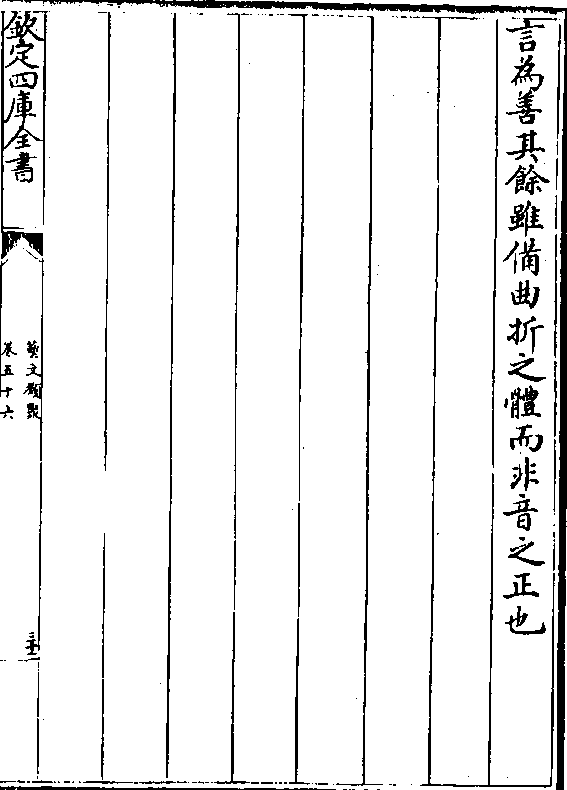 言為善其餘雖備曲折之體而非音之正也
欽定四庫全書
藝文類聚
卷五十六